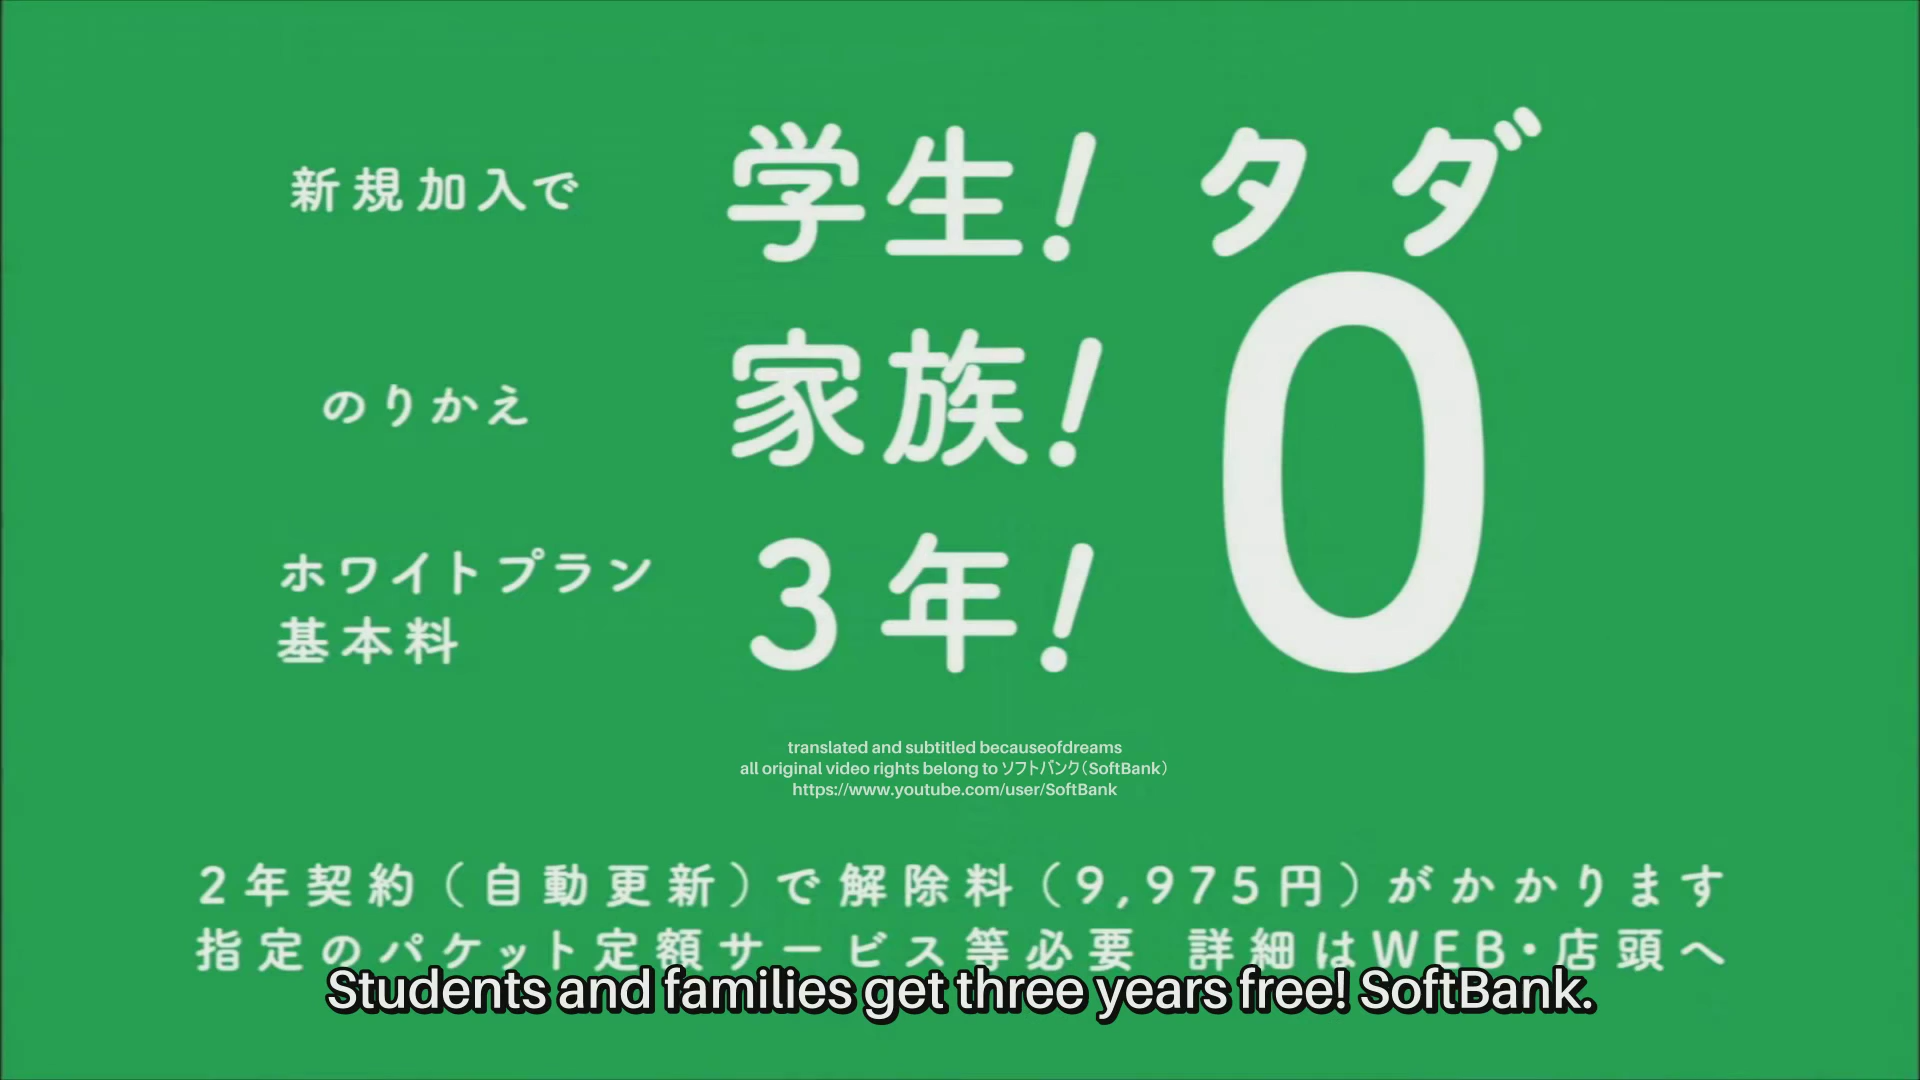 新規加入で 学生! タダ
のりかえ 家族! 0
ホワイトプラン
基本料 3年!
translated and subtitled becauseofdreams
all original video rights belong to ソフトバンク(SoftBank)
https://www.youtube.com/user/SoftBank
2年契約(自動更新)で解除料(9,975円)がかかります
指定のパケット定額サービス等必要 詳細はWEB・店頭へ
Students and families get three years free! SoftBank.